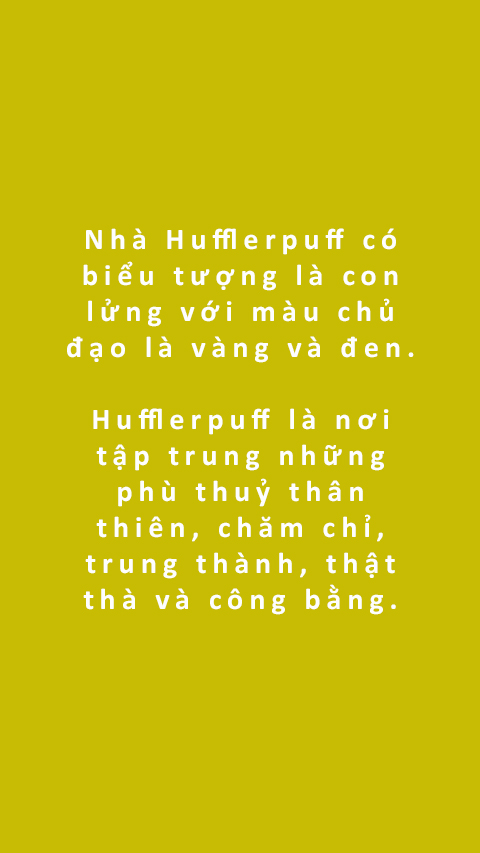 Nhà Hufflerpuff có
biểu tượng là con
lửng với màu chủ
đạo là vàng và đen.
Hufflerpuff là nơi
tập trung những
phù thuỷ thân
thiên, chăm chỉ,
trung thành, thật
thà và công bằng.